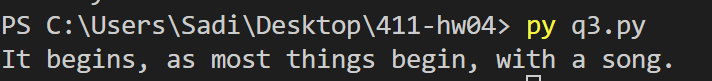 PS C:\Users\Sadi\Desktop\411-hw04> py q3.py
It begins, as most things begin, with a song.